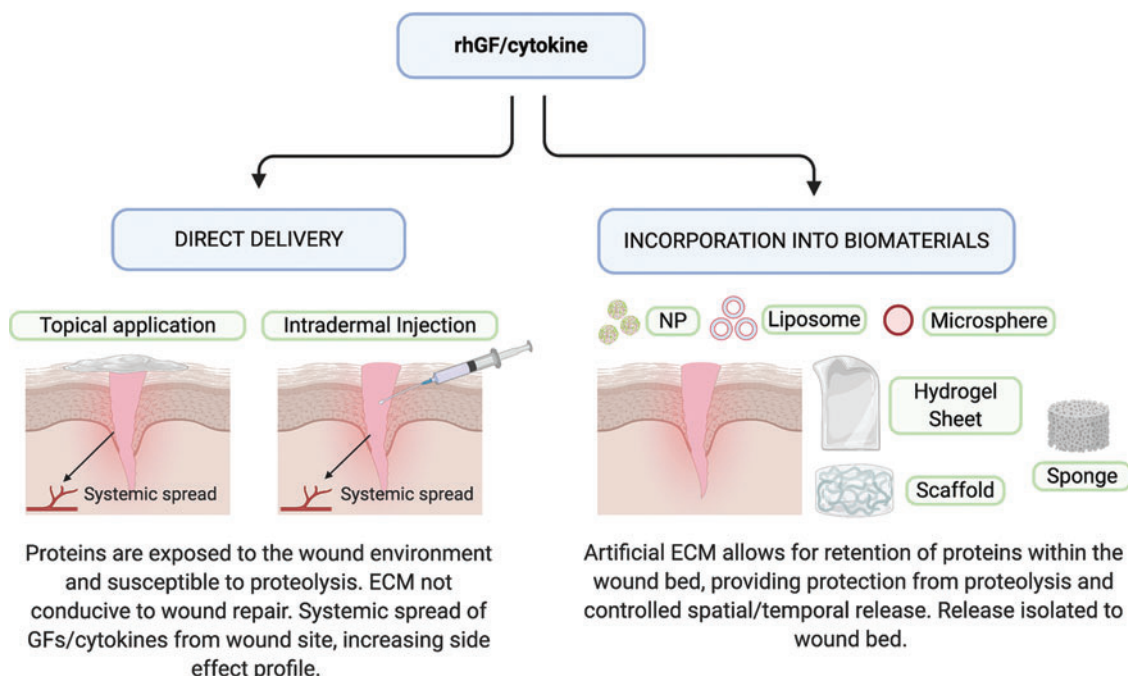 rhGF/cytokine
DIRECT DELIVERY
Topical application
Intradermal Injection
Systemic spread
Systemic spread
Proteins are exposed to the wound environment
and susceptible to proteolysis. ECM not
conducive to wound repair. Systemic spread of
GFs/cytokines from wound site, increasing side
effect profile.
INCORPORATION INTO BIOMATERIALS
NP
Liposome
Microsphere
Hydrogel
Sheet
Scaffold
Sponge
Artificial ECM allows for retention of proteins within the
wound bed, providing protection from proteolysis and
controlled spatial/temporal release. Release isolated to
wound bed.